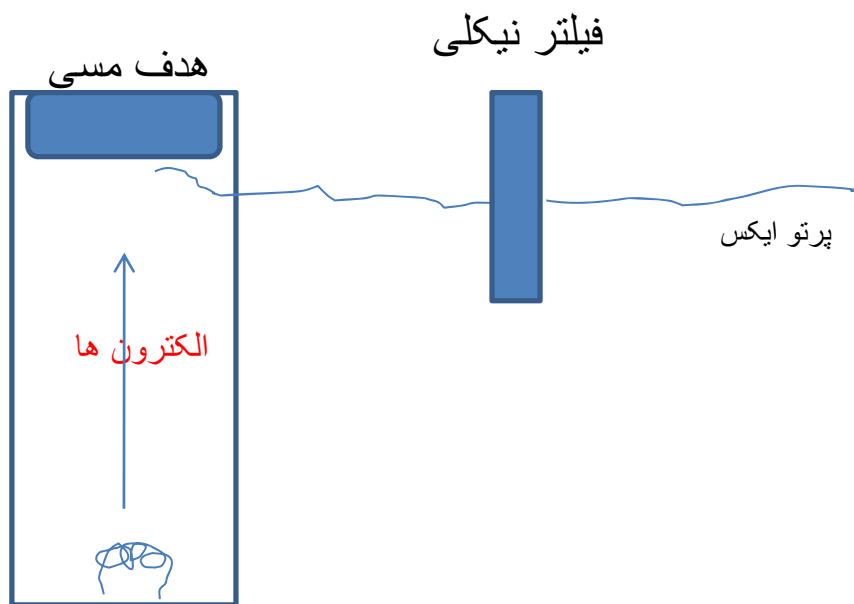 فیلتر نیکلی
هدف مسی
پرتو ایکس
الکترون ها